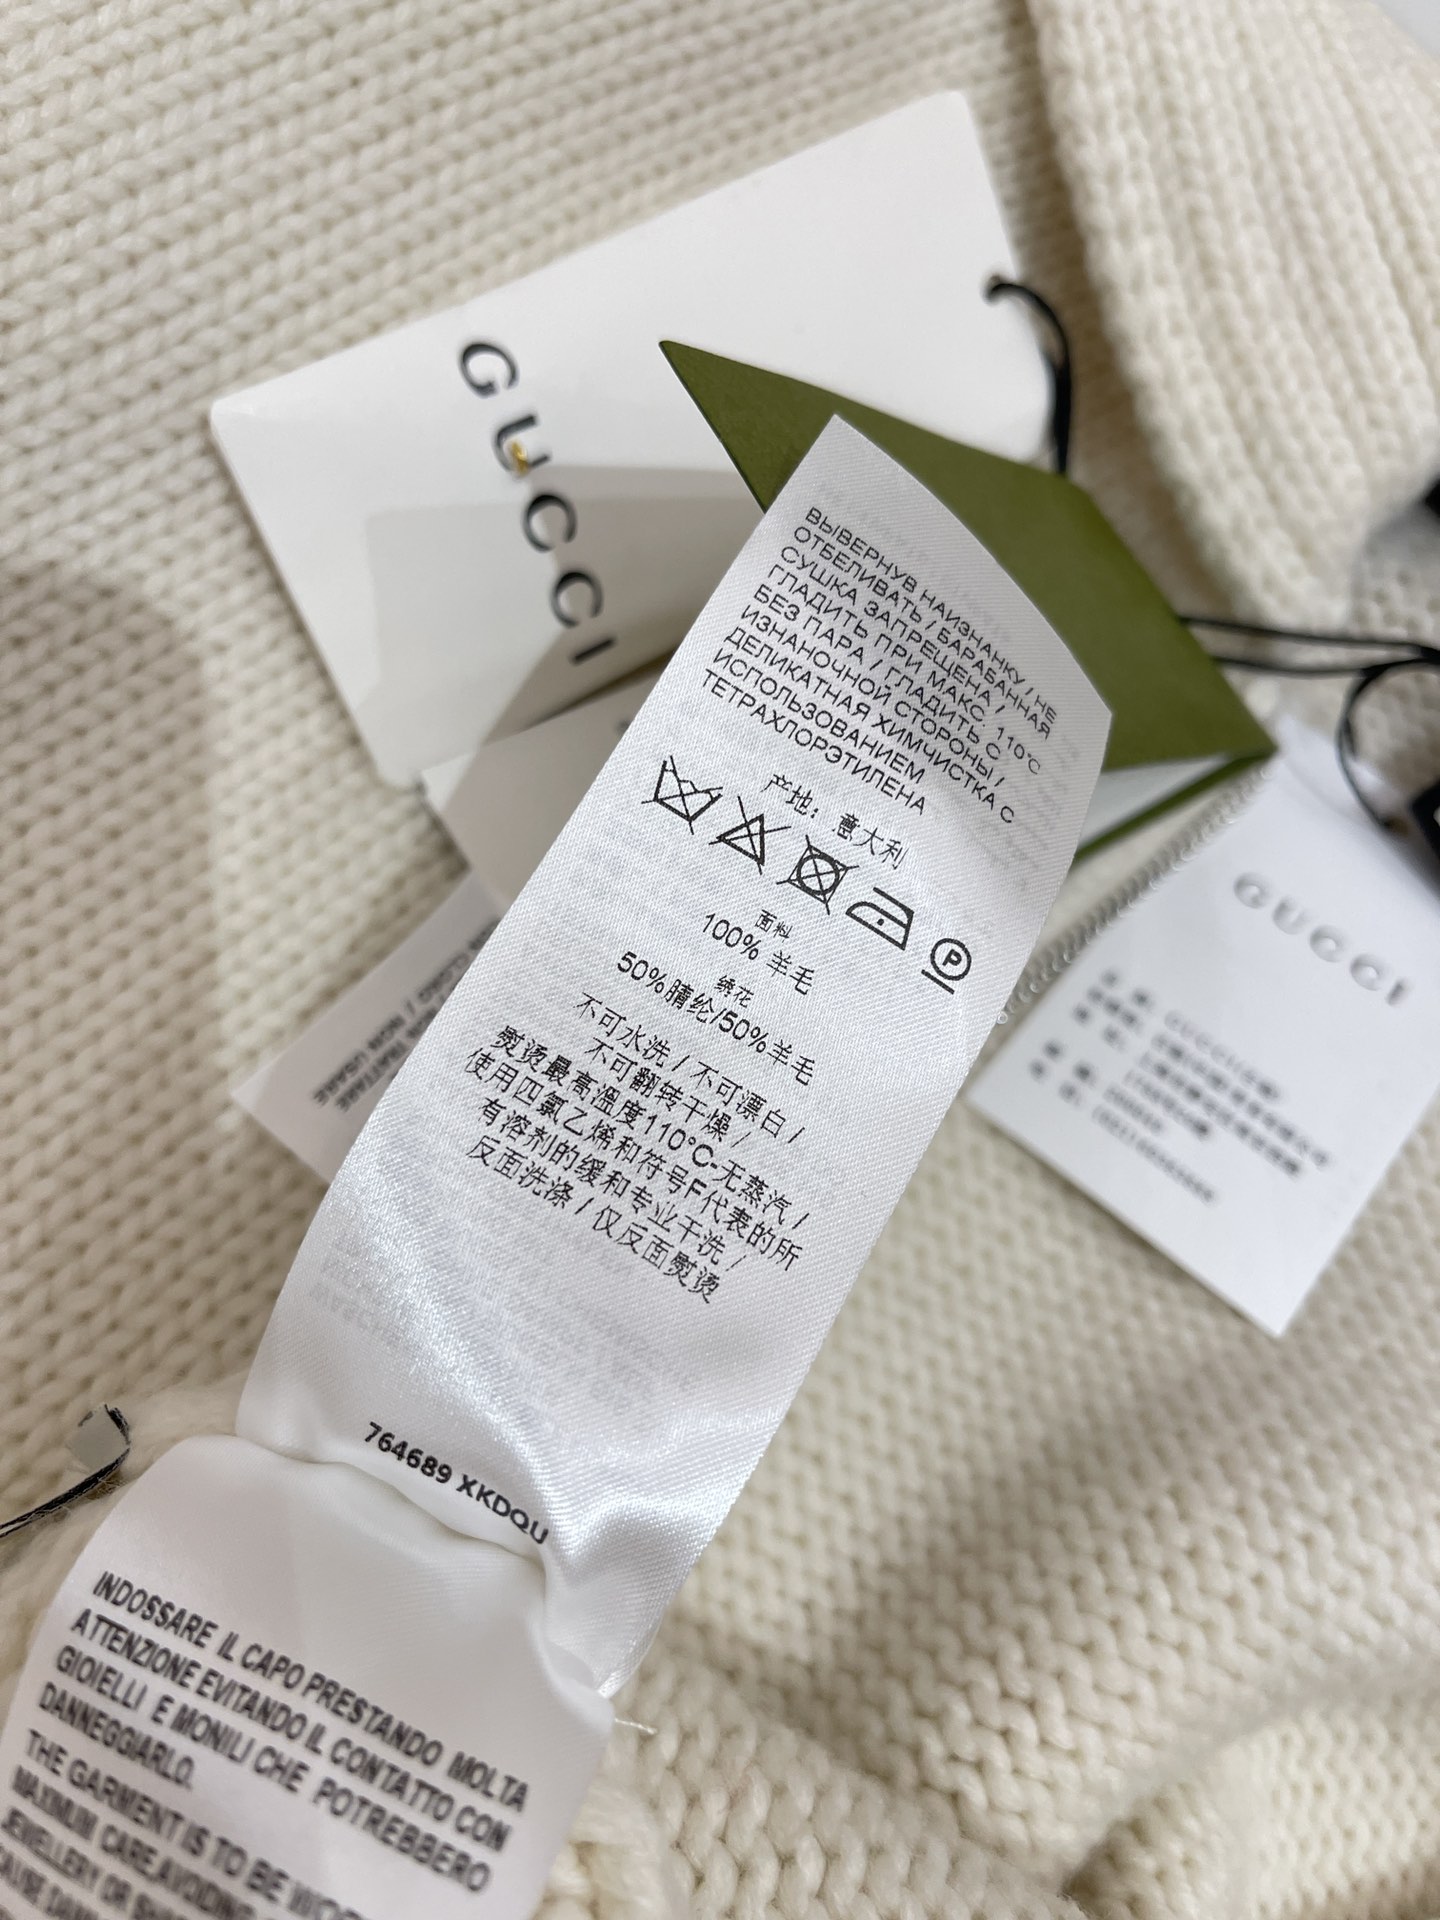 GUCCI
ВЫВЕРНУВ НАИЗНАНКУ / НЕ
ОТБЕЛИВАТЬ / БАРАБАННАЯ
СУШКА ЗАПРЕЩЕНА /
ГЛАДИТЬ ПРИ МАКС. 110°C
БЕЗ ПАРА / ГЛАДИТЬ С
ИЗНАНОЧНОЙ СТОРОНЫ /
ДЕЛИКАТНАЯ ХИМЧИСТКА С
ИСПОЛЬЗОВАНИЕМ
ТЕТРАХЛОРЭТИЛЕНА
产地：意大利
P
面料
100% 羊毛
绣花
50%腈纶/50%羊毛
不可水洗 / 不可漂白 /
不可翻转干燥 /
熨烫最高温度110°C-无蒸汽 /
使用四氯乙烯和符号F代表的所
有溶剂的缓和专业干洗 /
反面洗涤 / 仅反面熨烫
764689 XKDQU
INDOSSARE IL CAPO PRESTANDO MOLTA
ATTENZIONE EVITANDO IL CONTATTO CON
GIOIELLI E MONILI CHE POTREBBERO
DANNEGGIARLO.
THE GARMENT IS TO BE
MAXIMUM CARE, AVOIDING
JEWELLERY OR
GUCCI